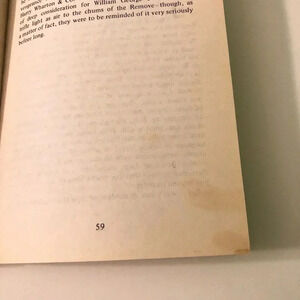 Harry Wharton & Co.
of deep consideration for William George
trifle light as air to the chums of the Remove—though, as
a matter of fact, they were to be reminded of it very seriously
before long.
59